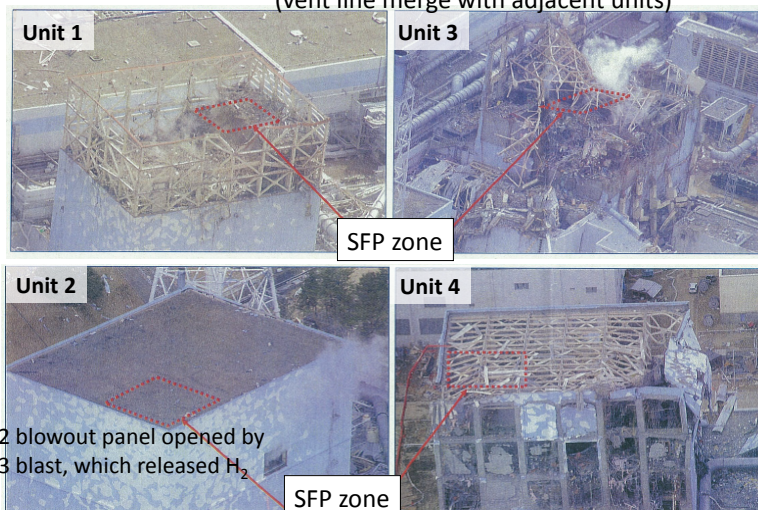 (vent line merge with adjacent units)
Unit 1
Unit 3
SFP zone
Unit 2
Unit 4
2 blowout panel opened by
3 blast, which released H₂
SFP zone